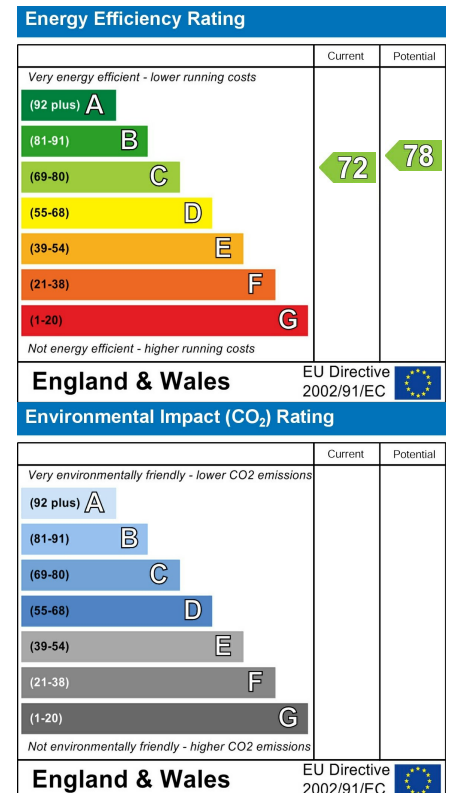 Energy Efficiency Rating
Current Potential
Very energy efficient - lower running costs
(92 plus) A
(81-91) B
(69-80) C
72 78
(55-68) D
(39-54) E
(21-38) F
(1-20) G
Not energy efficient - higher running costs
England & Wales
EU Directive
2002/91/EC
Environmental Impact (CO₂) Rating
Current Potential
Very environmentally friendly - lower CO2 emissions
(92 plus) A
(81-91) B
(69-80) C
(55-68) D
(39-54) E
(21-38) F
(1-20) G
Not environmentally friendly - higher CO2 emissions
England & Wales
EU Directive
2002/91/EC